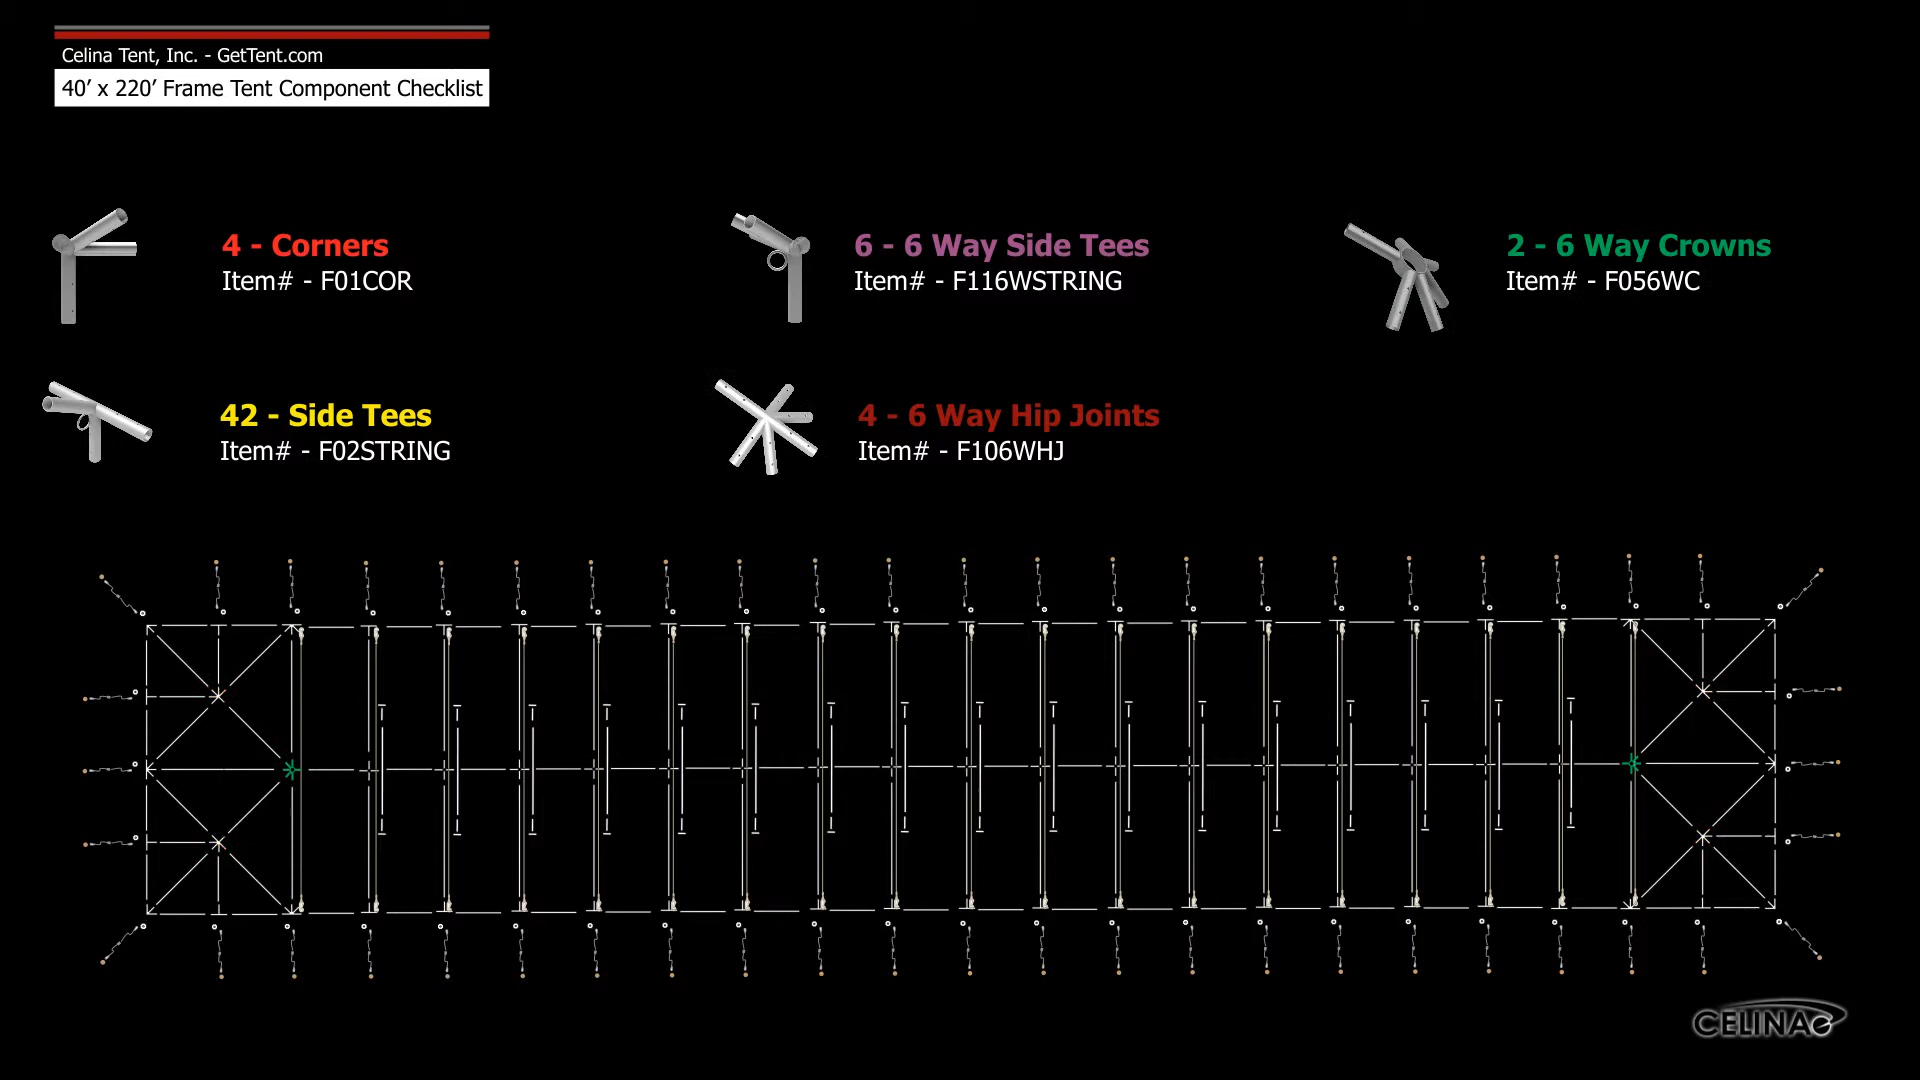 Celina Tent, Inc. - GetTent.com
40’ x 220’ Frame Tent Component Checklist
4 - Corners
Item# - F01COR
6 - 6 Way Side Tees
Item# - F116WSTRING
2 - 6 Way Crowns
Item# - F056WC
42 - Side Tees
Item# - F02STRING
4 - 6 Way Hip Joints
Item# - F106WHJ
CELINA